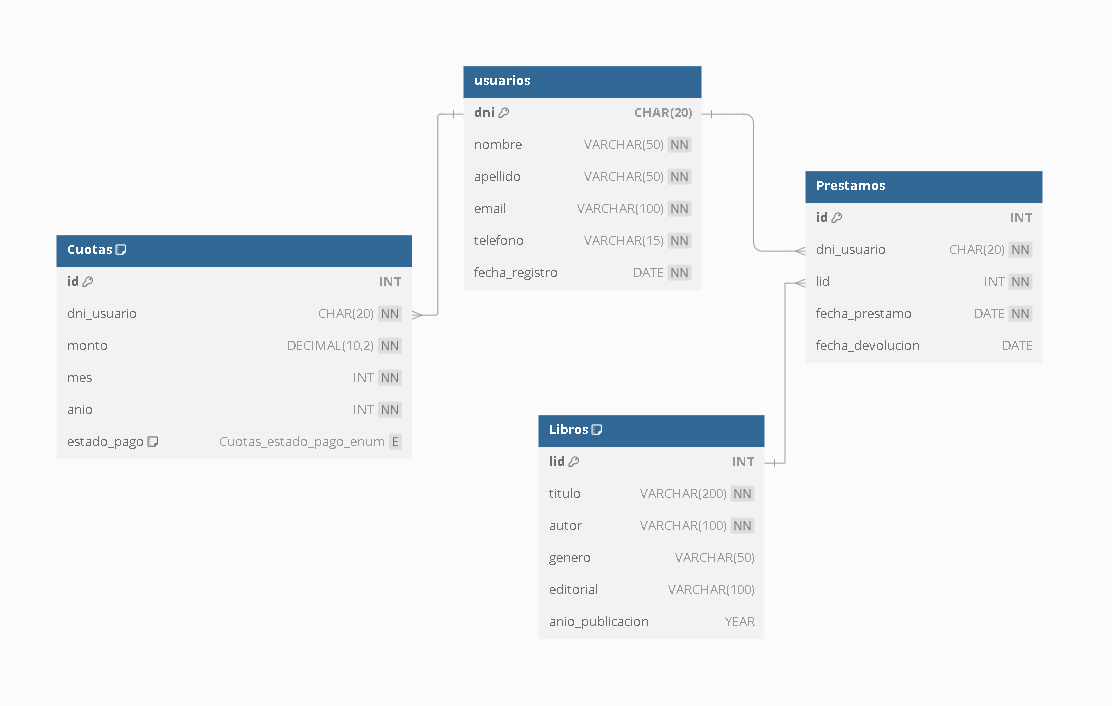 usuarios
dni CHAR(20)
nombre VARCHAR(50) NN
apellido VARCHAR(50) NN
email VARCHAR(100) NN
telefono VARCHAR(15) NN
fecha_registro DATE NN
Prestamos
id INT
dni_usuario CHAR(20) NN
lid INT NN
fecha_prestamo DATE NN
fecha_devolucion DATE
Cuotas
id INT
dni_usuario CHAR(20) NN
monto DECIMAL(10,2) NN
mes INT NN
anio INT NN
estado_pago Cuotas_estado_pago_enum E
Libros
lid INT
titulo VARCHAR(200) NN
autor VARCHAR(100) NN
genero VARCHAR(50)
editorial VARCHAR(100)
anio_publicacion YEAR